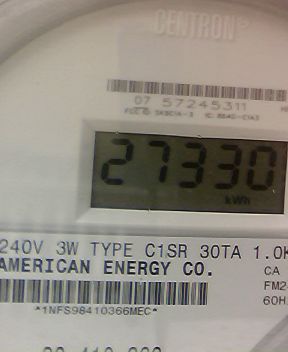 CENTRON®
07 57245311
27330
kWh
240V 3W TYPE C1SR 30TA 1.0K
AMERICAN ENERGY CO.
CA
FM2
60H
*1NFS98410366MEC*